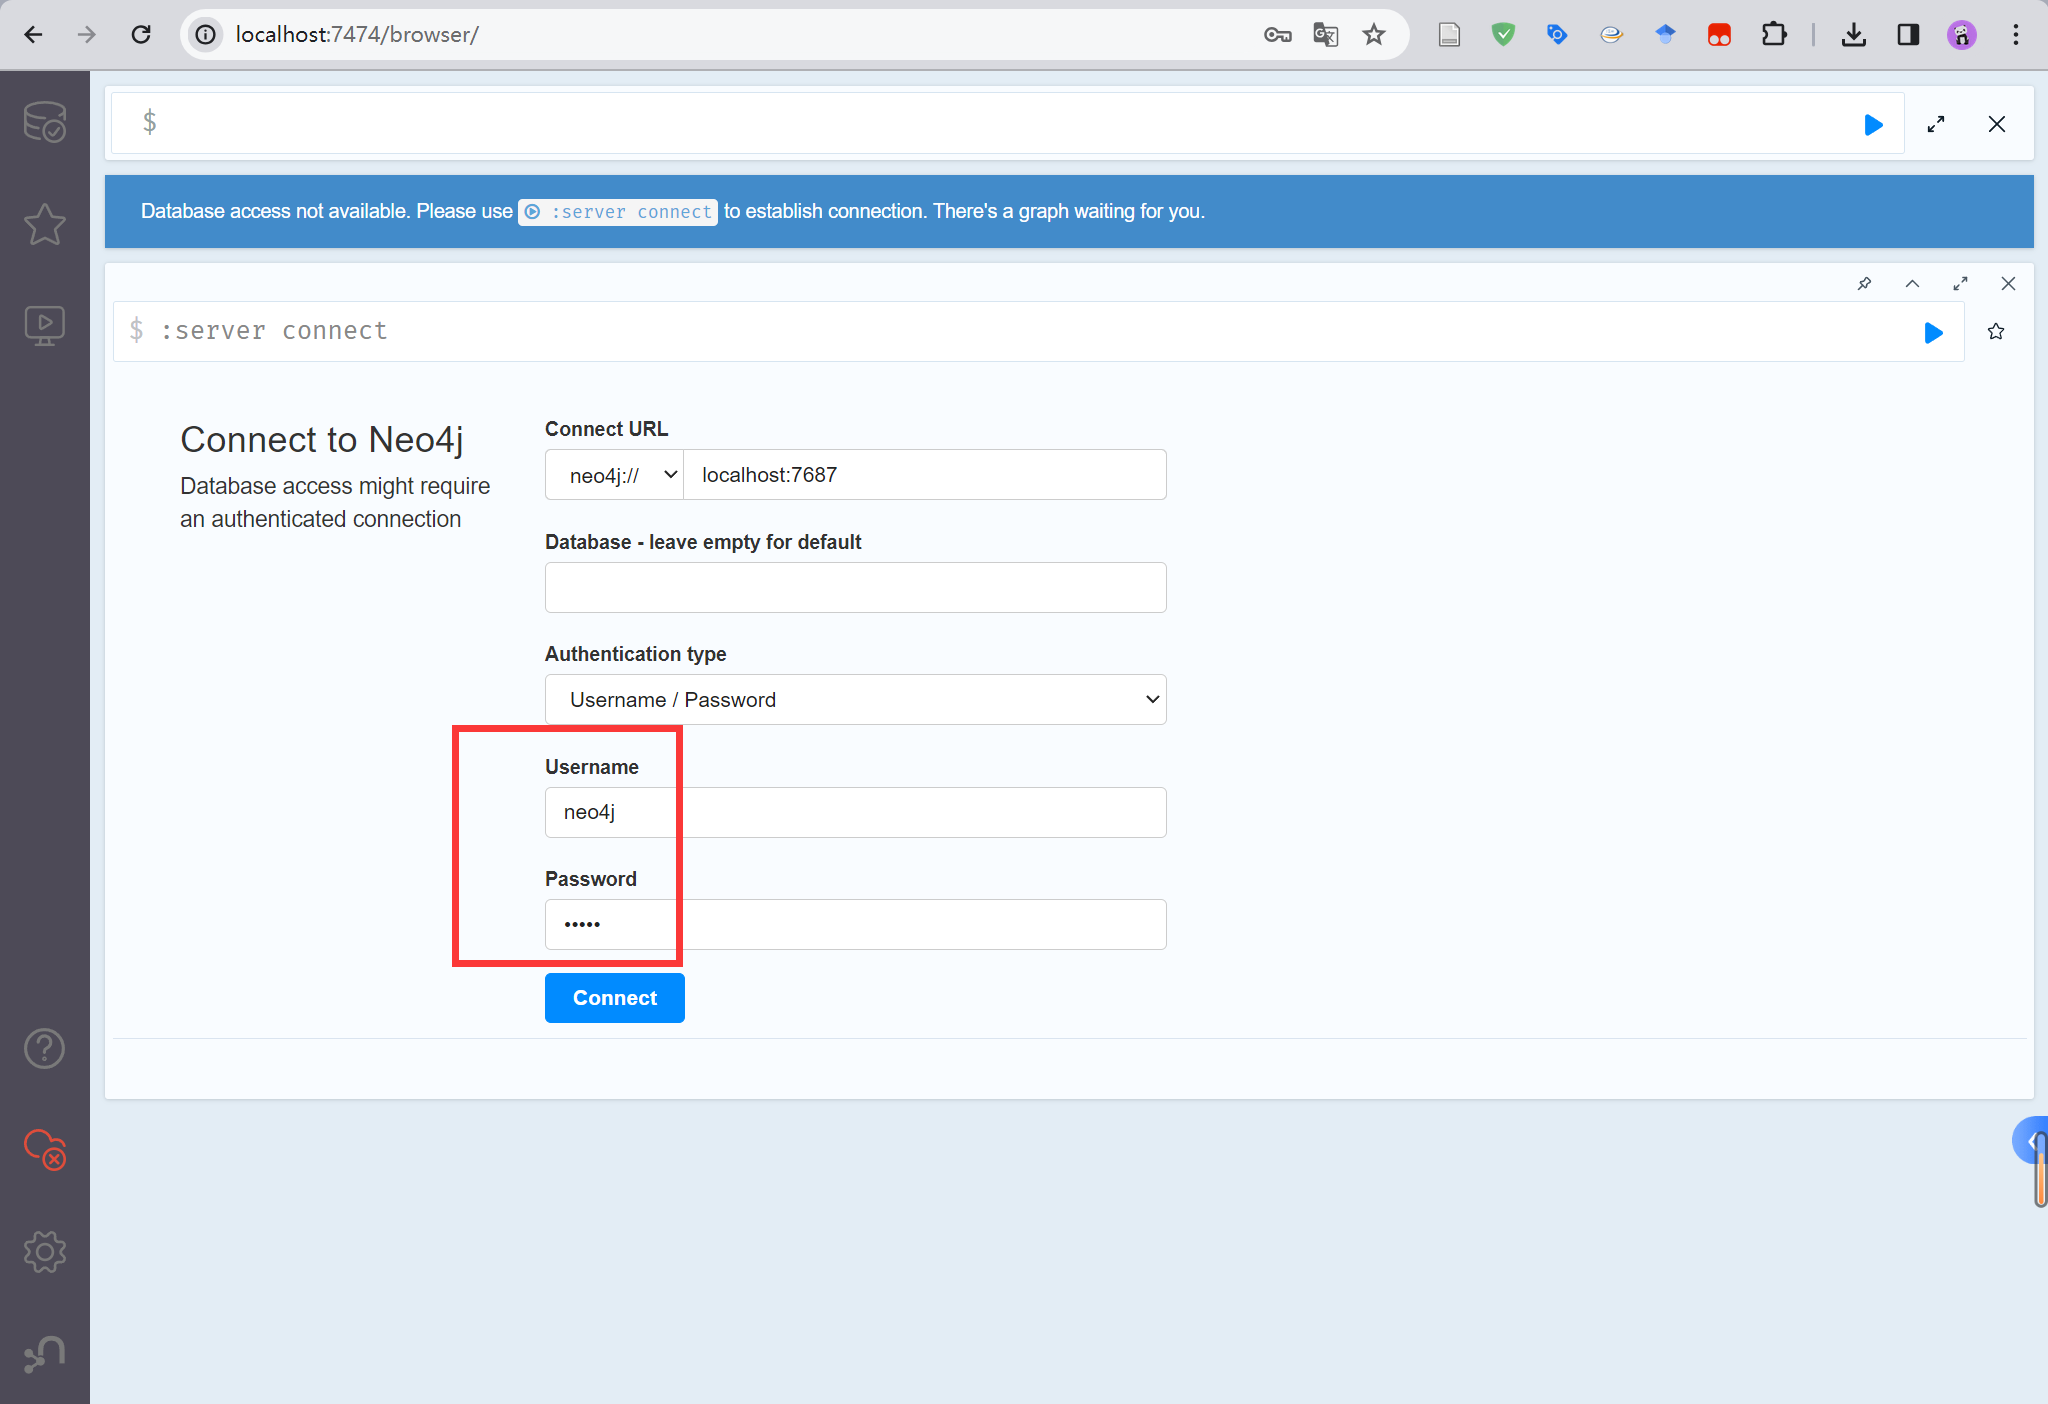 localhost:7474/browser/
$
Database access not available. Please use :server connect to establish connection. There's a graph waiting for you.
$ :server connect
Connect to Neo4j
Database access might require
an authenticated connection
Connect URL
neo4j:// localhost:7687
Database - leave empty for default
Authentication type
Username / Password
Username
neo4j
Password
•••••
Connect